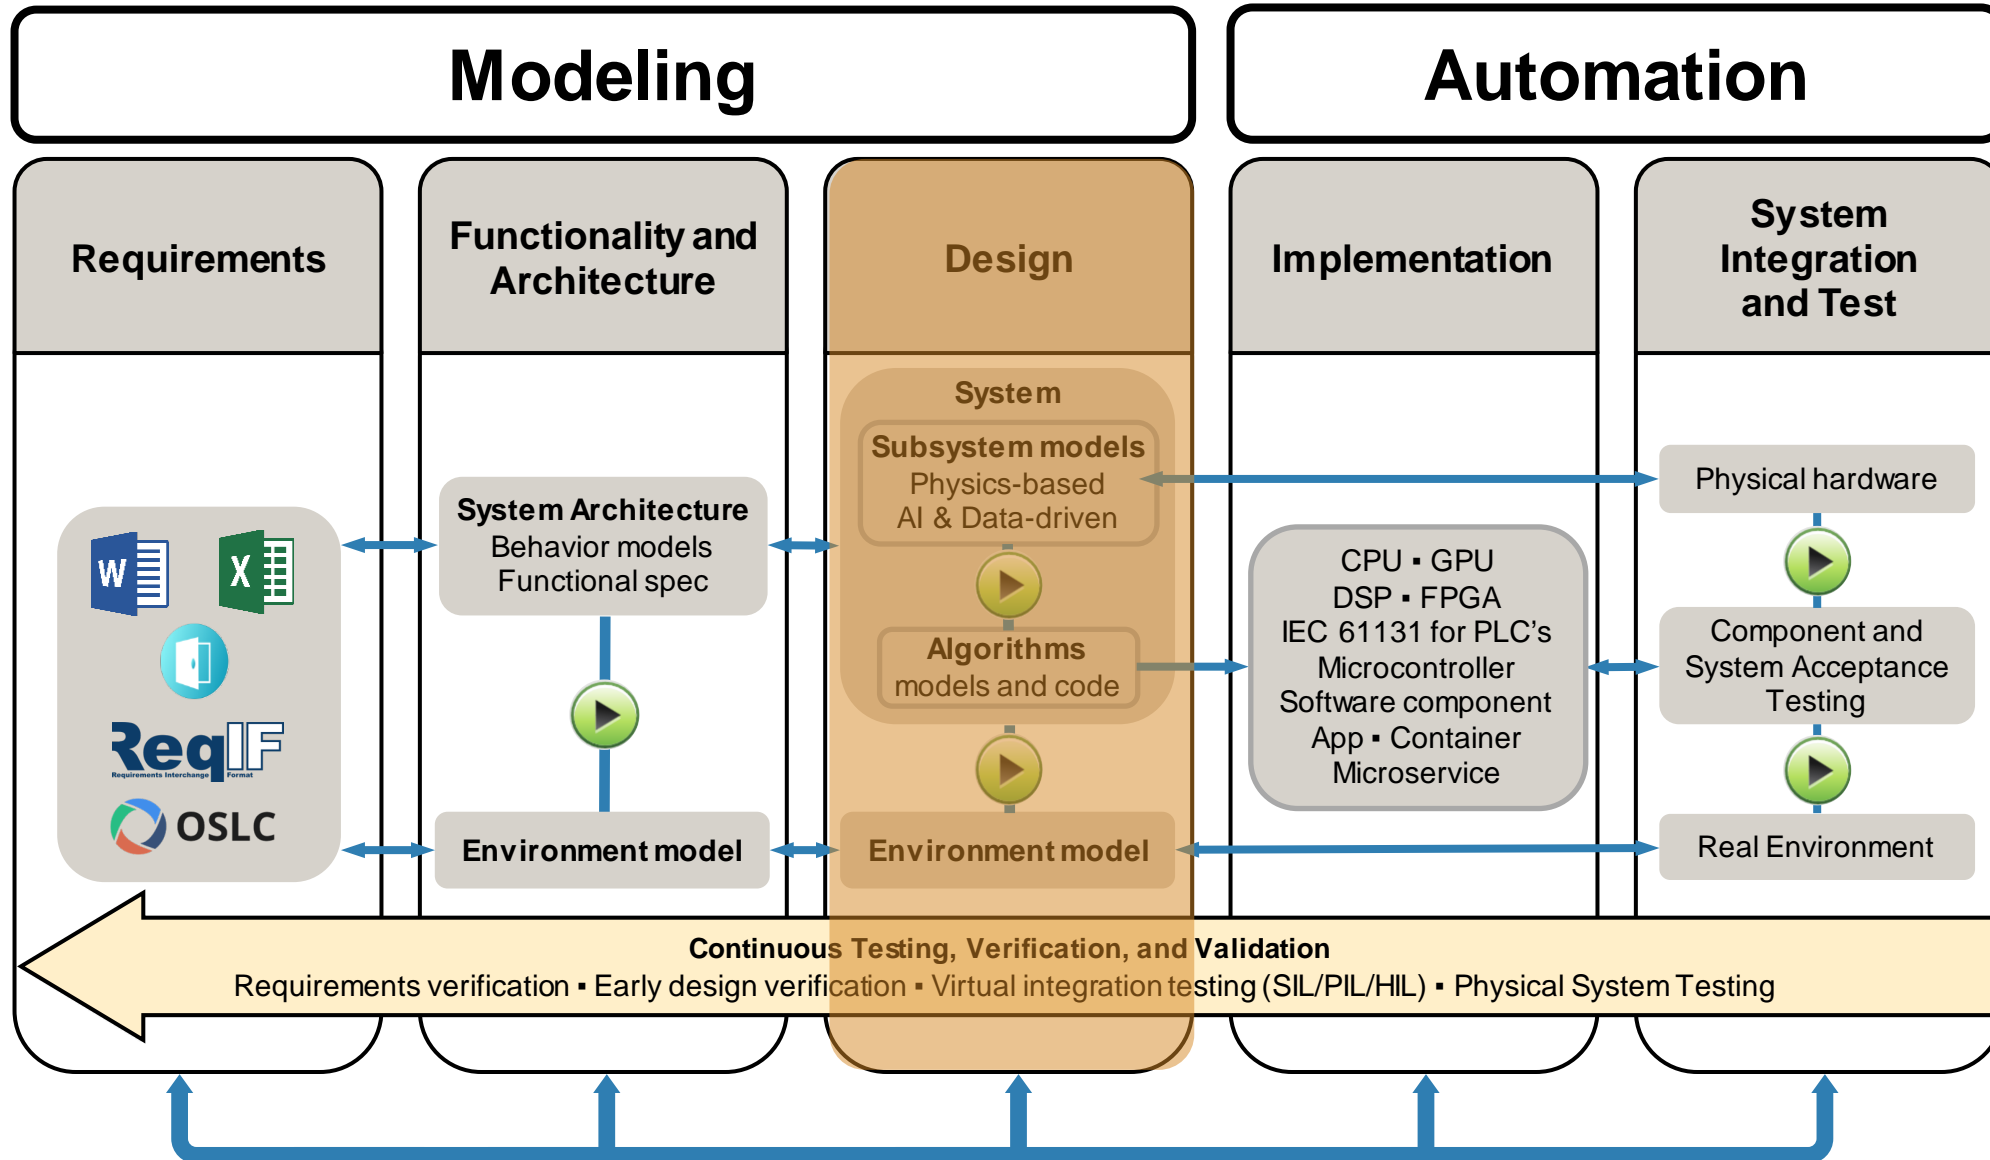 Modeling
Automation
Requirements
Functionality and
Architecture
Design
Implementation
System
Integration
and Test
W
X
ReqIF
Requirements Interchange Format
OSLC
System Architecture
Behavior models
Functional spec
Environment model
System
Subsystem models
Physics-based
AI & Data-driven
Algorithms
models and code
Environment model
CPU ▪ GPU
DSP ▪ FPGA
IEC 61131 for PLC’s
Microcontroller
Software component
App ▪ Container
Microservice
Physical hardware
Component and
System Acceptance
Testing
Real Environment
Continuous Testing, Verification, and Validation
Requirements verification ▪ Early design verification ▪ Virtual integration testing (SIL/PIL/HIL) ▪ Physical System Testing